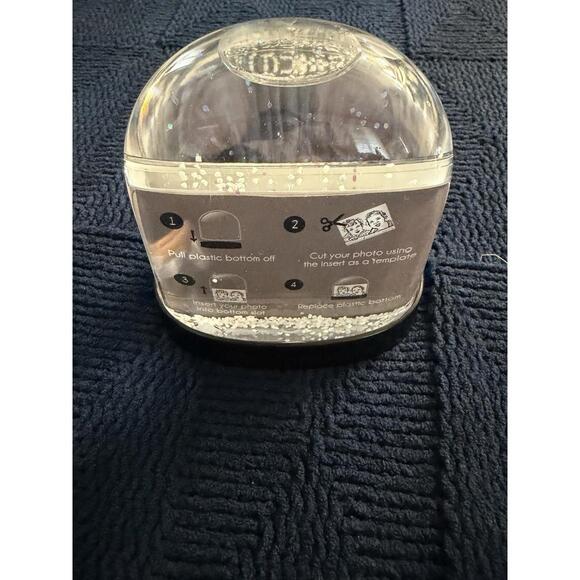 1
Pull plastic bottom off
2
Cut your photo using
the insert as a template
3
Insert your photo
into bottom slot
4
Replace plastic bottom